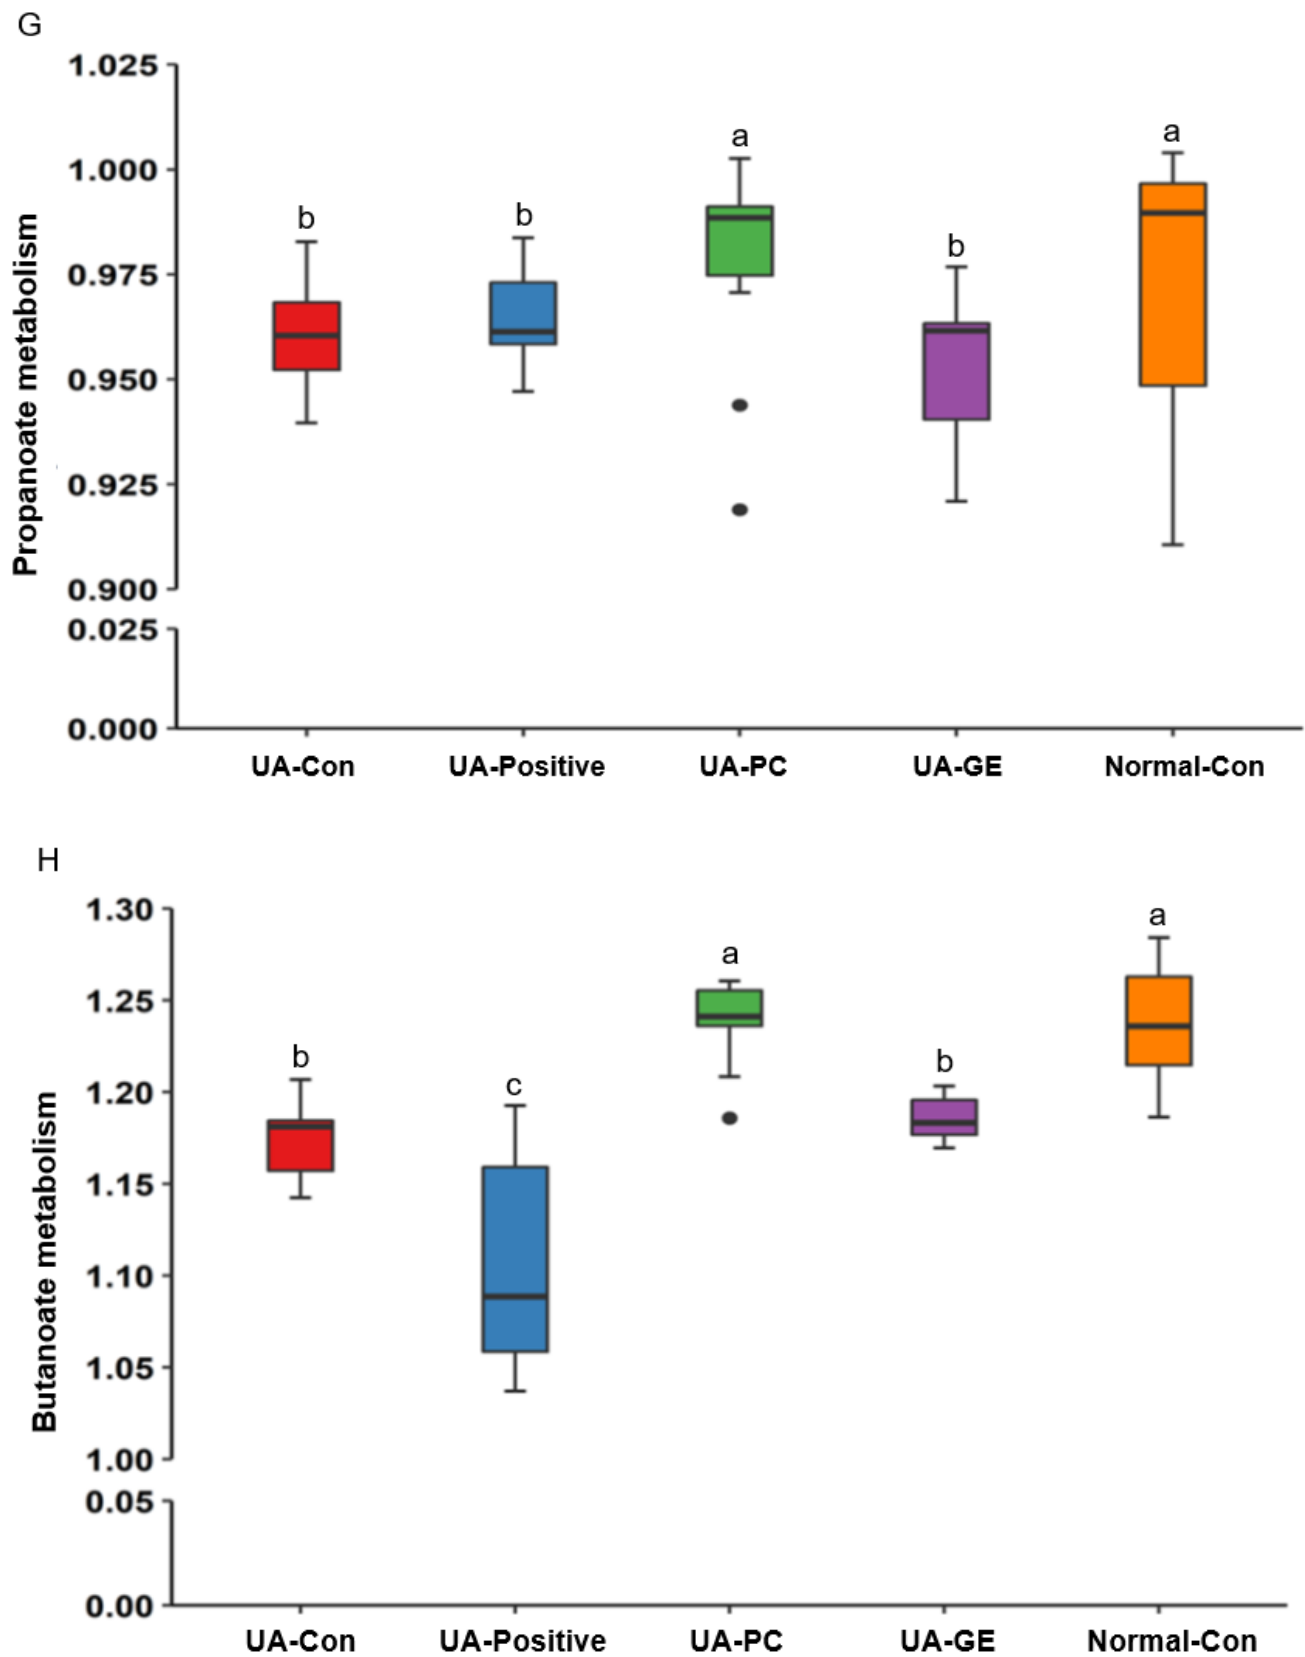 G
1.025
1.000
0.975
0.950
0.925
0.900
0.025
0.000
Propanoate metabolism
b
b
a
b
a
UA-Con
UA-Positive
UA-PC
UA-GE
Normal-Con
H
1.30
1.25
1.20
1.15
1.10
1.05
1.00
0.05
0.00
Butanoate metabolism
b
c
a
b
a
UA-Con
UA-Positive
UA-PC
UA-GE
Normal-Con